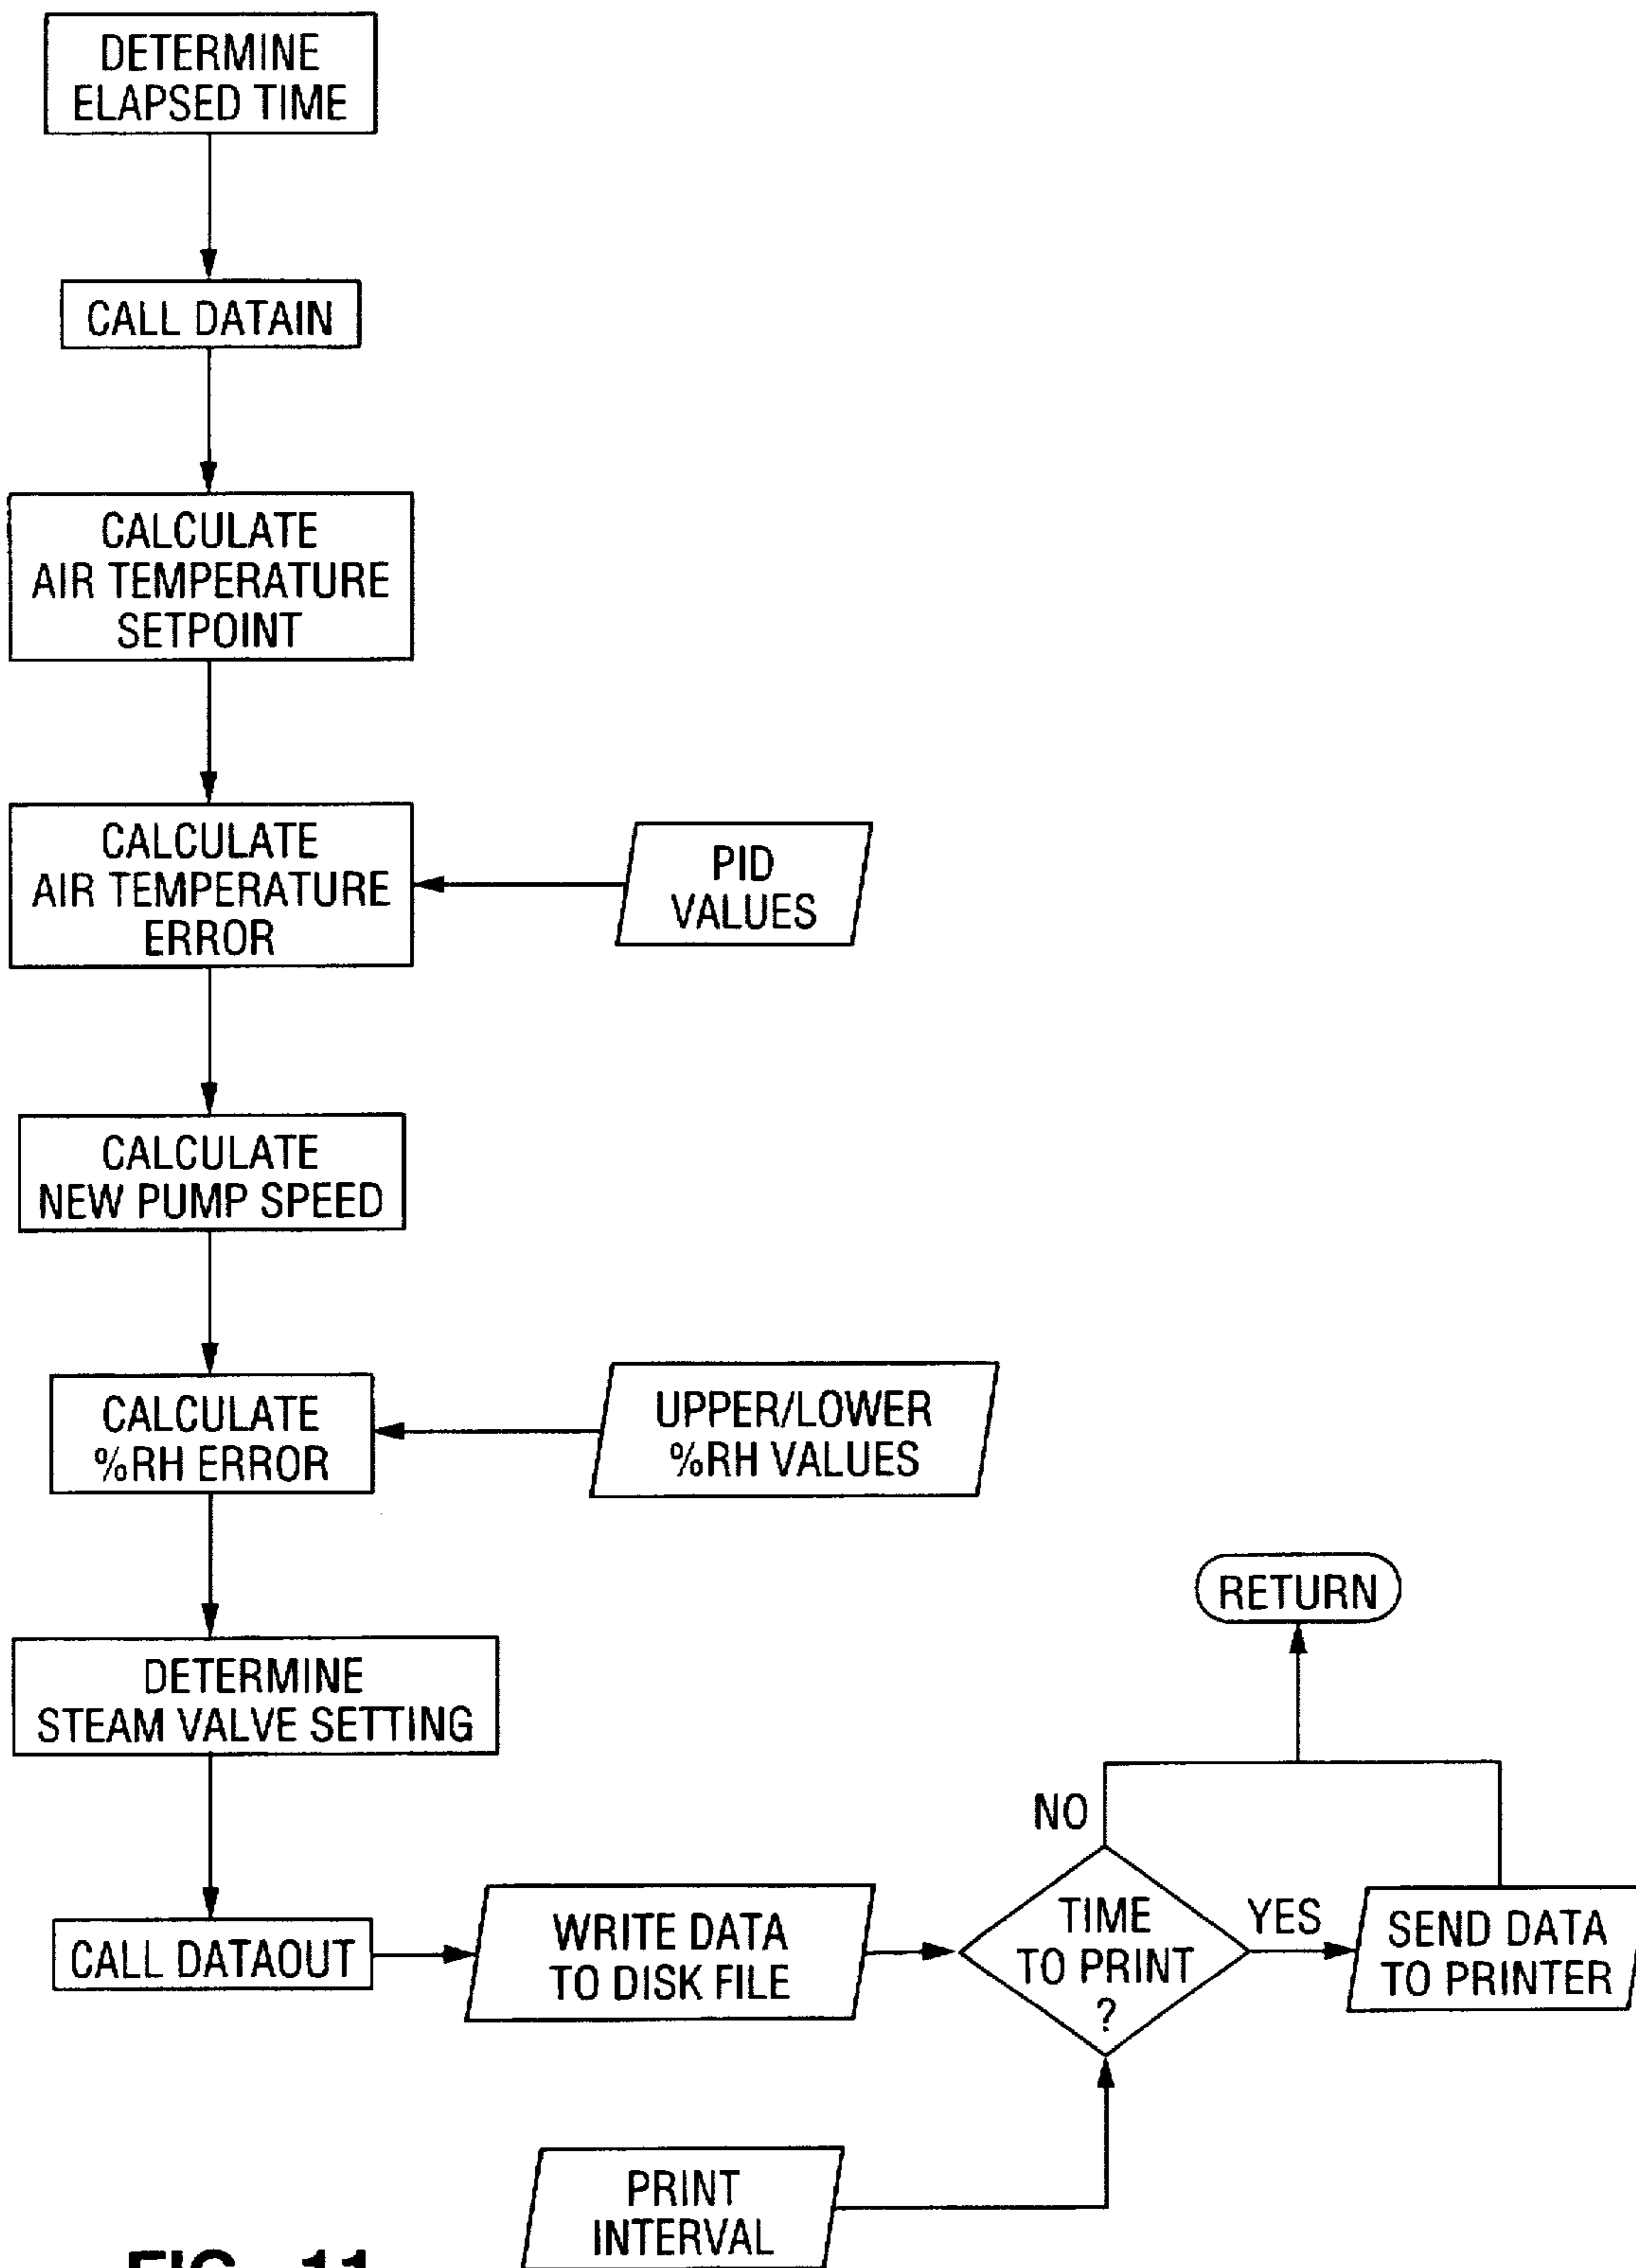 DETERMINE
ELAPSED TIME
CALL DATAIN
CALCULATE
AIR TEMPERATURE
SETPOINT
CALCULATE
AIR TEMPERATURE
ERROR
PID
VALUES
CALCULATE
NEW PUMP SPEED
CALCULATE
%RH ERROR
UPPER/LOWER
%RH VALUES
RETURN
DETERMINE
STEAM VALVE SETTING
NO
CALL DATAOUT
WRITE DATA
TO DISK FILE
TIME
TO PRINT
?
YES
SEND DATA
TO PRINTER
PRINT
INTERVAL
FIG. 11